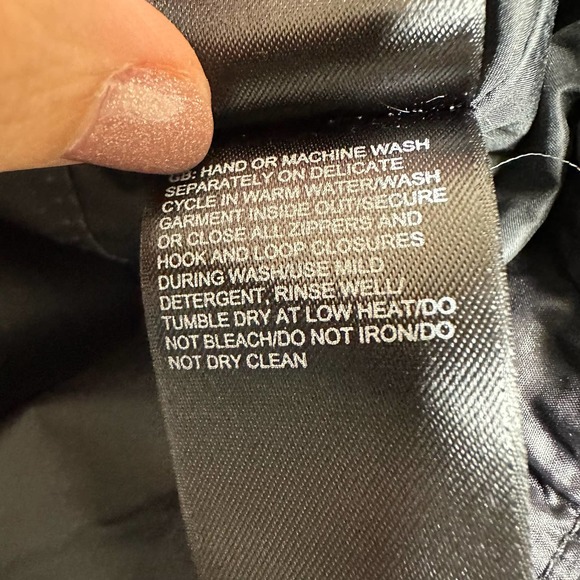 GB: HAND OR MACHINE WASH
SEPARATELY ON DELICATE
CYCLE IN WARM WATER/WASH
GARMENT INSIDE OUT/SECURE
OR CLOSE ALL ZIPPERS AND
HOOK AND LOOP CLOSURES
DURING WASH/USE MILD
DETERGENT, RINSE WELL/
TUMBLE DRY AT LOW HEAT/DO
NOT BLEACH/DO NOT IRON/DO
NOT DRY CLEAN